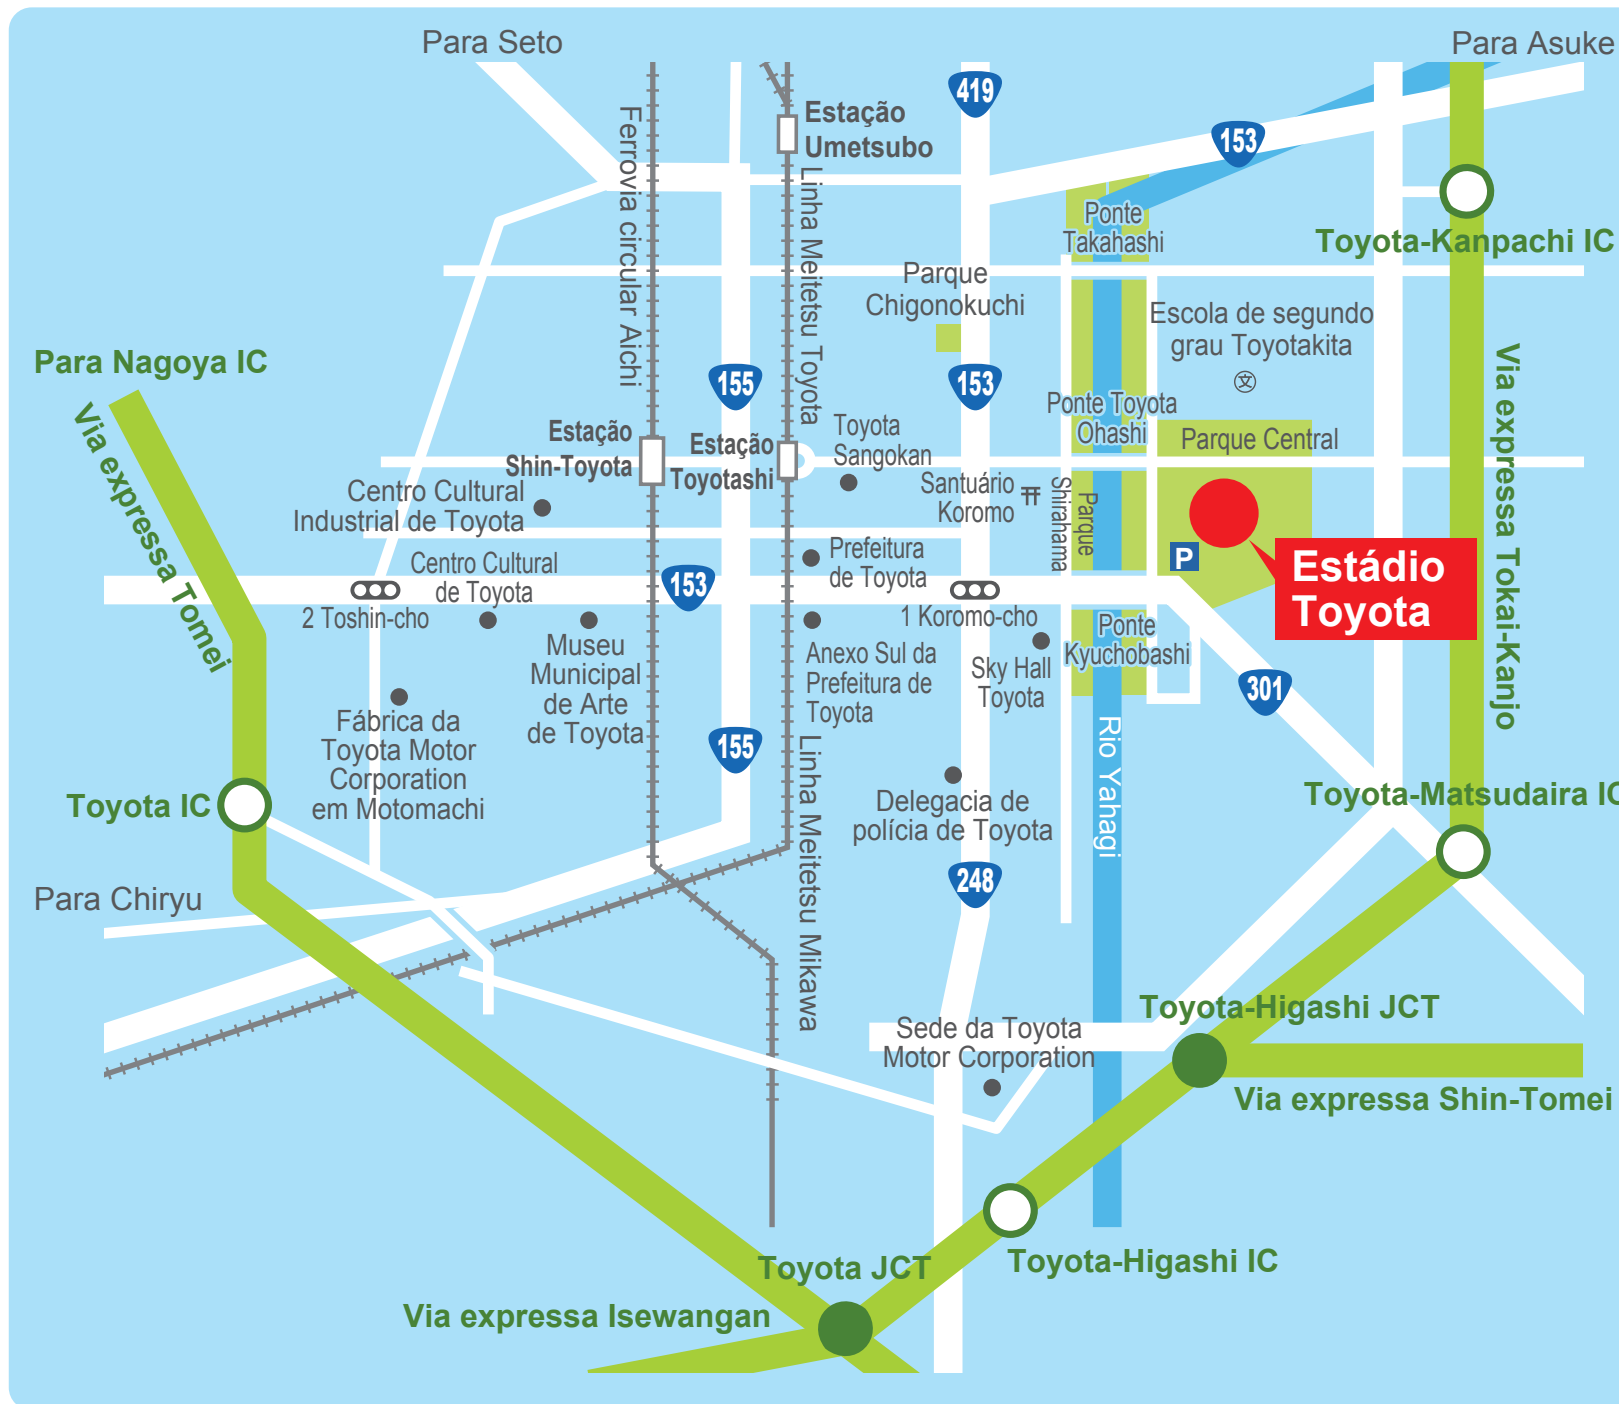 Para Seto
Para Asuke
419
Estação
Umetsubo
153
Ferrovia circular Aichi
Linha Meitetsu Toyota
Ponte
Takahashi
Toyota-Kanpachi IC
Parque
Chigonokuchi
Escola de segundo
grau Toyotakita
文
Para Nagoya IC
Via expressa Tomei
155
153
Via expressa Tokai-Kanjo
Ponte Toyota
Ohashi
Parque Central
Estação
Shin-Toyota
Estação
Toyotashi
Toyota
Sangokan
Centro Cultural
Industrial de Toyota
Santuário
Koromo
Parque
Shirahama
Centro Cultural
de Toyota
Prefeitura
de Toyota
P
Estádio
Toyota
153
2 Toshin-cho
1 Koromo-cho
Museu
Municipal
de Arte
de Toyota
Anexo Sul da
Prefeitura de
Toyota
Sky Hall
Toyota
Ponte
Kyuchobashi
301
Fábrica da
Toyota Motor
Corporation
em Motomachi
155
Linha Meitetsu Mikawa
Rio Yahagi
Toyota IC
Delegacia de
polícia de Toyota
Toyota-Matsudaira IC
Para Chiryu
248
Sede da Toyota
Motor Corporation
Toyota-Higashi JCT
Via expressa Shin-Tomei
Toyota JCT
Toyota-Higashi IC
Via expressa Isewangan